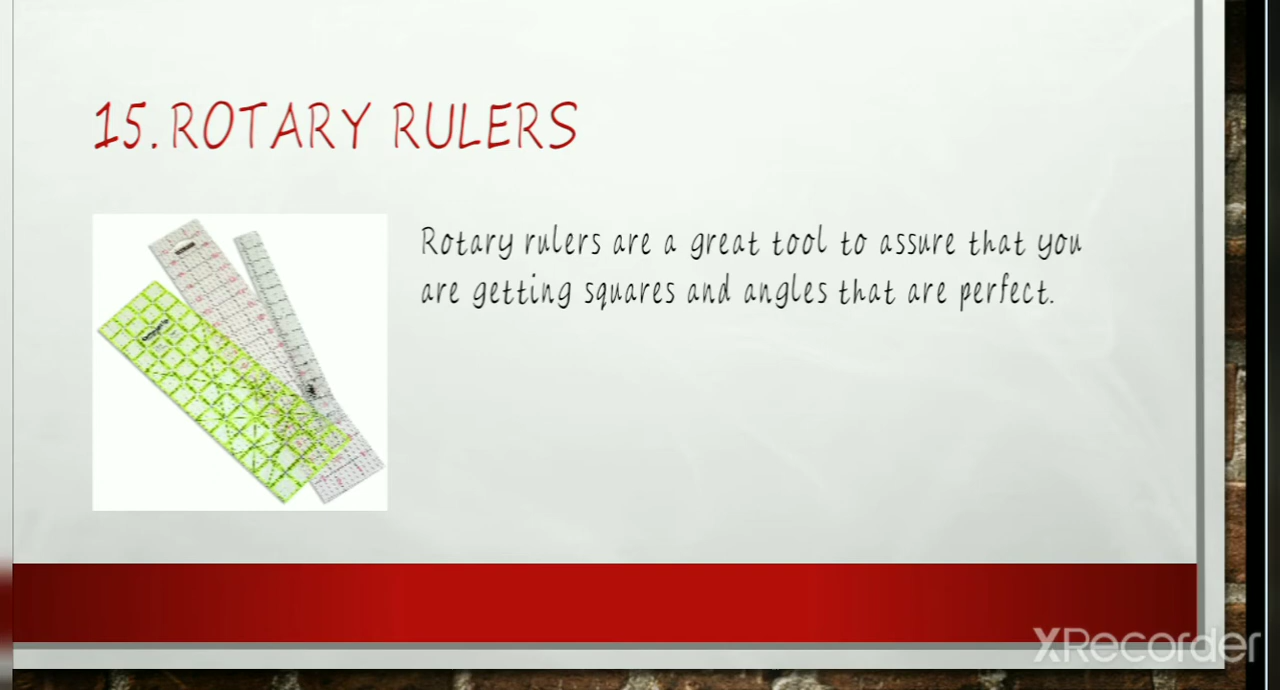 15. ROTARY RULERS
Rotary rulers are a great tool to assure that you
are getting squares and angles that are perfect.
XRecorder